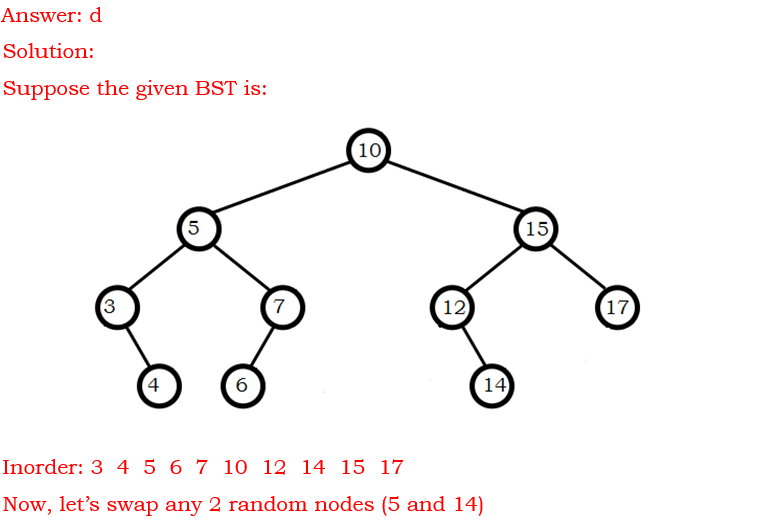 Answer: d
Solution:
Suppose the given BST is:
10
5 15
3 7 12 17
4 6 14
Inorder: 3 4 5 6 7 10 12 14 15 17
Now, let’s swap any 2 random nodes (5 and 14)